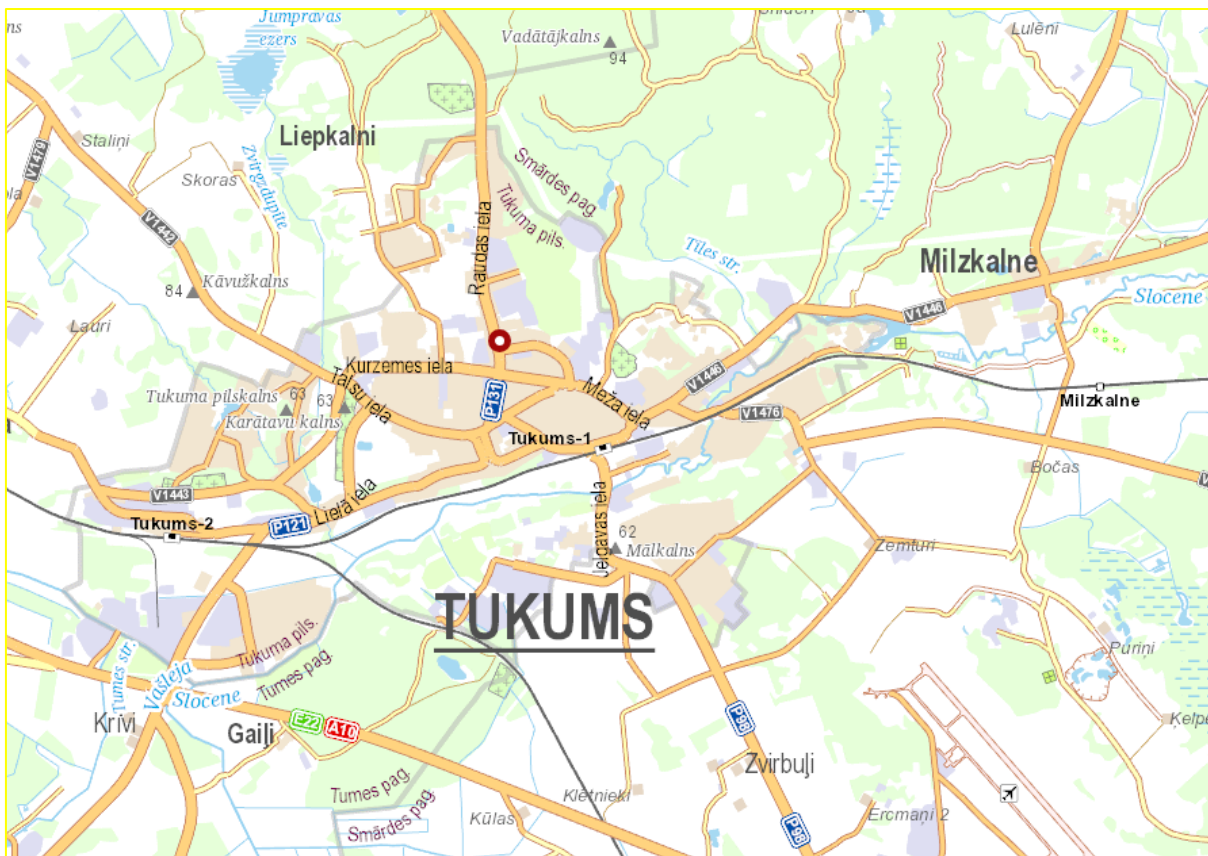 Jumpravas
ezers
Vadātājkalns
94
Lulēni
Staliņi
Liepkalni
V1479
Skoras
Zvirgzdupīte
Smārdes pag.
Tukuma pils.
Raudas iela
V1442
Tīles str.
Milzkalne
Kāvužkalns
84
Slocene
V1446
Lauri
Kurzemes iela
Talsu iela
P131
Meža iela
V1446
Tukuma pilskalns
63
63
Karātavu kalns
V1476
Milzkalne
Tukums-1
Bočas
V1443
Lielā iela
P121
Tukums-2
Jelgavas iela
62
Mālkalns
Zemturi
TUKUMS
Tukuma pils.
Tumes pag.
Tumes str.
Vašleja
Slocene
Puriņi
Krīvi
Gaiļi
E22
A10
P98
Zvirbuļi
Tumes pag.
Smārdes pag.
Klētnieki
Kūlas
P98
Ercmaņi 2